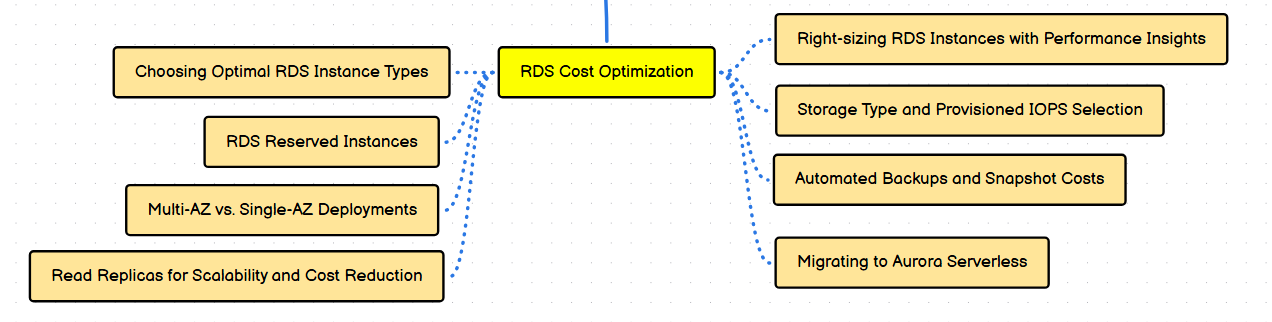 RDS Cost Optimization
Choosing Optimal RDS Instance Types
RDS Reserved Instances
Multi-AZ vs. Single-AZ Deployments
Read Replicas for Scalability and Cost Reduction
Right-sizing RDS Instances with Performance Insights
Storage Type and Provisioned IOPS Selection
Automated Backups and Snapshot Costs
Migrating to Aurora Serverless